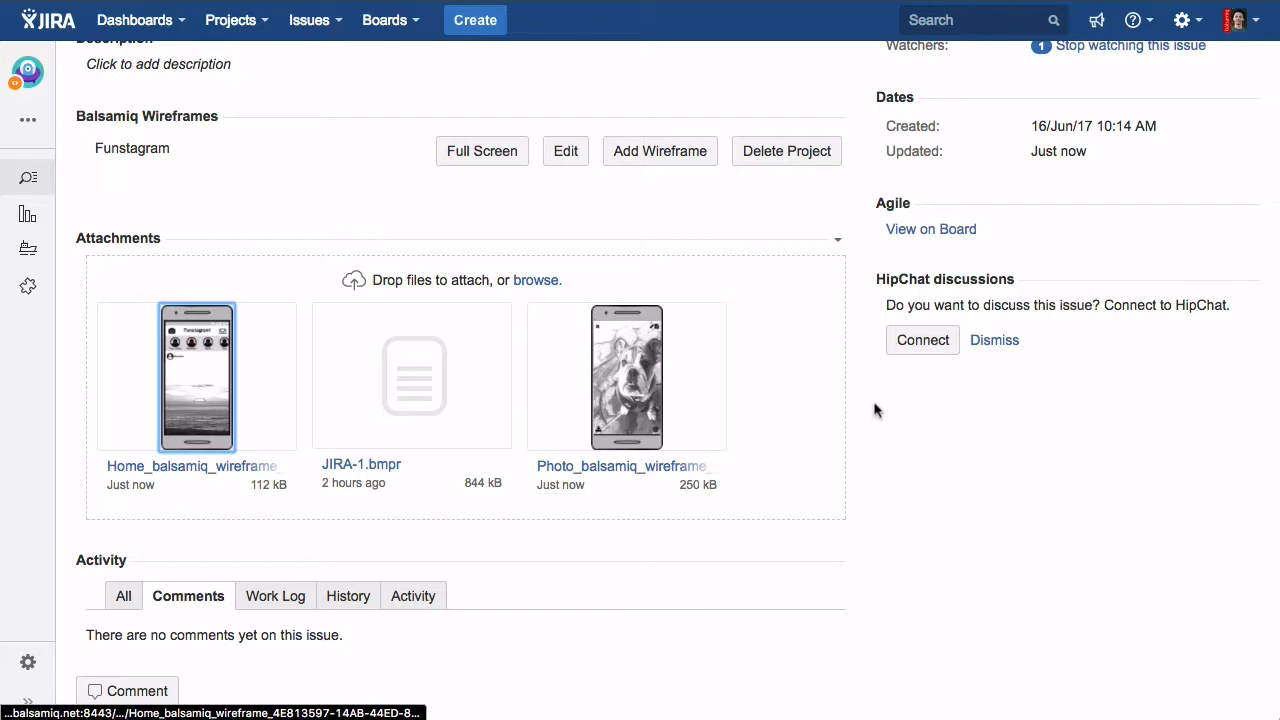 JIRA Dashboards Projects Issues Boards Create Search
Description
Click to add description
Watchers: 1 Stop watching this issue
Balsamiq Wireframes
Funstagram Full Screen Edit Add Wireframe Delete Project
Dates
Created: 16/Jun/17 10:14 AM
Updated: Just now
Agile
View on Board
Attachments
Drop files to attach, or browse.
Funstagram!
Home_balsamiq_wireframe_
Just now 112 kB
JIRA-1.bmpr
2 hours ago 844 kB
Photo_balsamiq_wireframe_
Just now 250 kB
HipChat discussions
Do you want to discuss this issue? Connect to HipChat.
Connect Dismiss
Activity
All Comments Work Log History Activity
There are no comments yet on this issue.
Comment
...balsamiq.net:8443/.../Home_balsamiq_wireframe_4E813597-14AB-44ED-8...